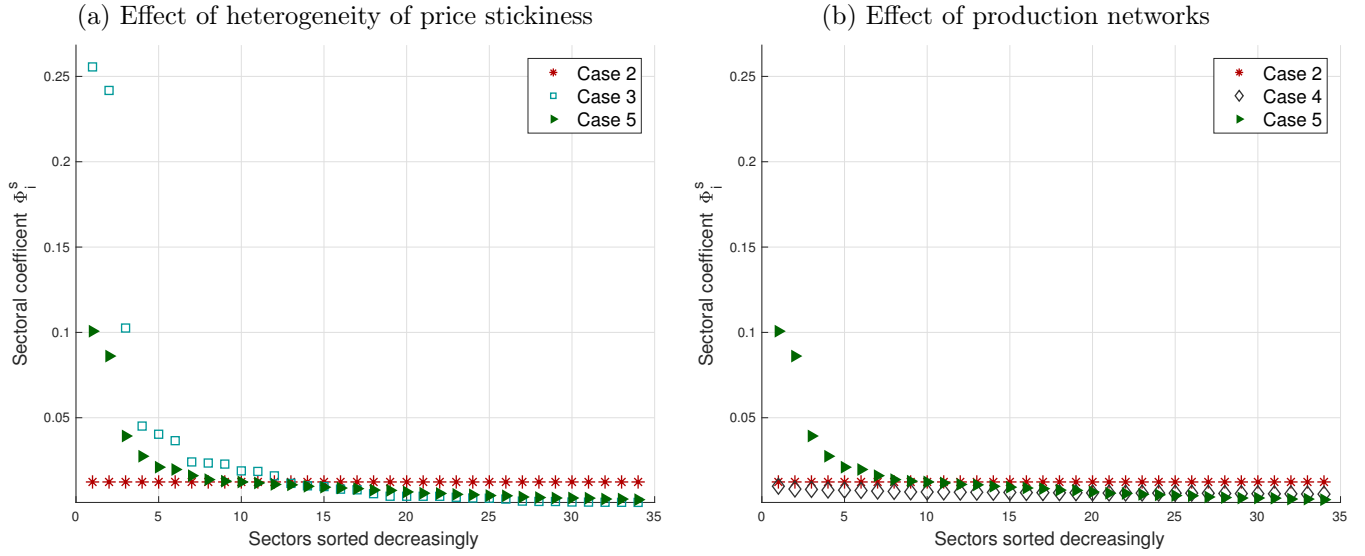 (a) Effect of heterogeneity of price stickiness
0.25
0.2
0.15
0.1
0.05
Sectoral coefficent Φ_i^s
Case 2
Case 3
Case 5
0 5 10 15 20 25 30 35
Sectors sorted decreasingly
(b) Effect of production networks
0.25
0.2
0.15
0.1
0.05
Sectoral coefficent Φ_i^s
Case 2
Case 4
Case 5
0 5 10 15 20 25 30 35
Sectors sorted decreasingly